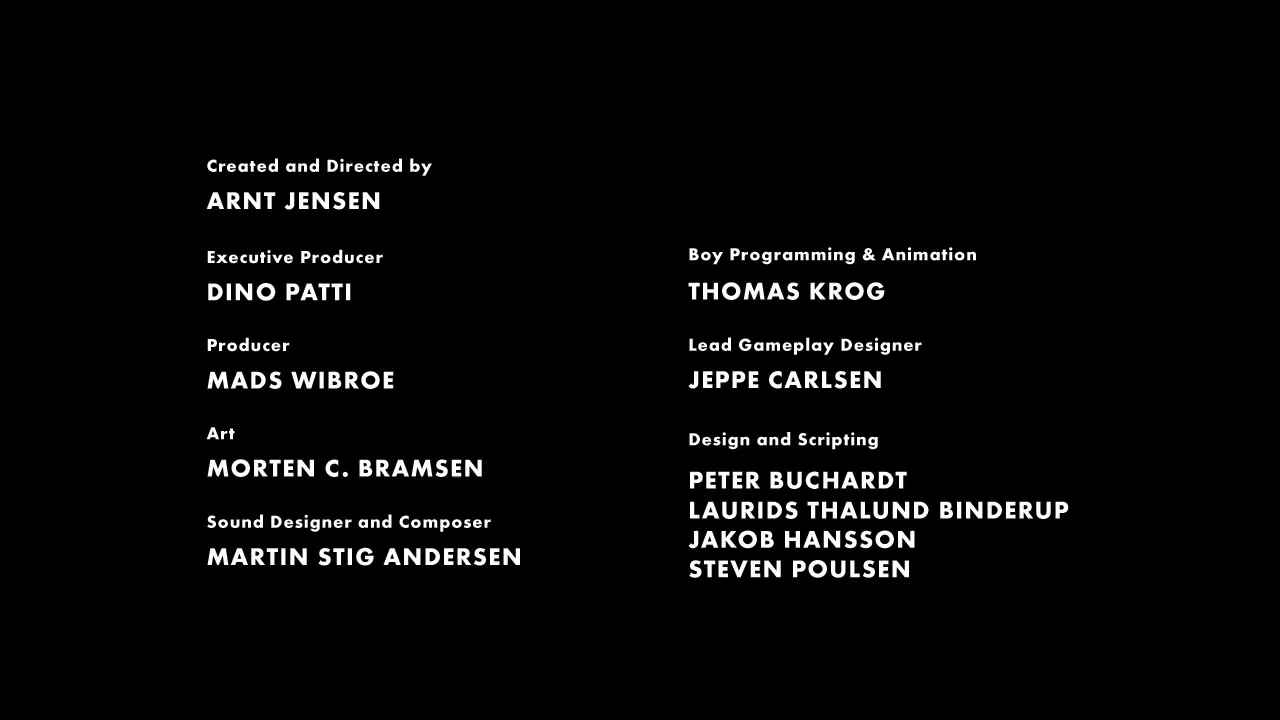 Created and Directed by
ARNT JENSEN
Executive Producer
DINO PATTI
Producer
MADS WIBROE
Art
MORTEN C. BRAMSEN
Sound Designer and Composer
MARTIN STIG ANDERSEN
Boy Programming & Animation
THOMAS KROG
Lead Gameplay Designer
JEPPE CARLSEN
Design and Scripting
PETER BUCHARDT
LAURIDS THALUND BINDERUP
JAKOB HANSSON
STEVEN POULSEN